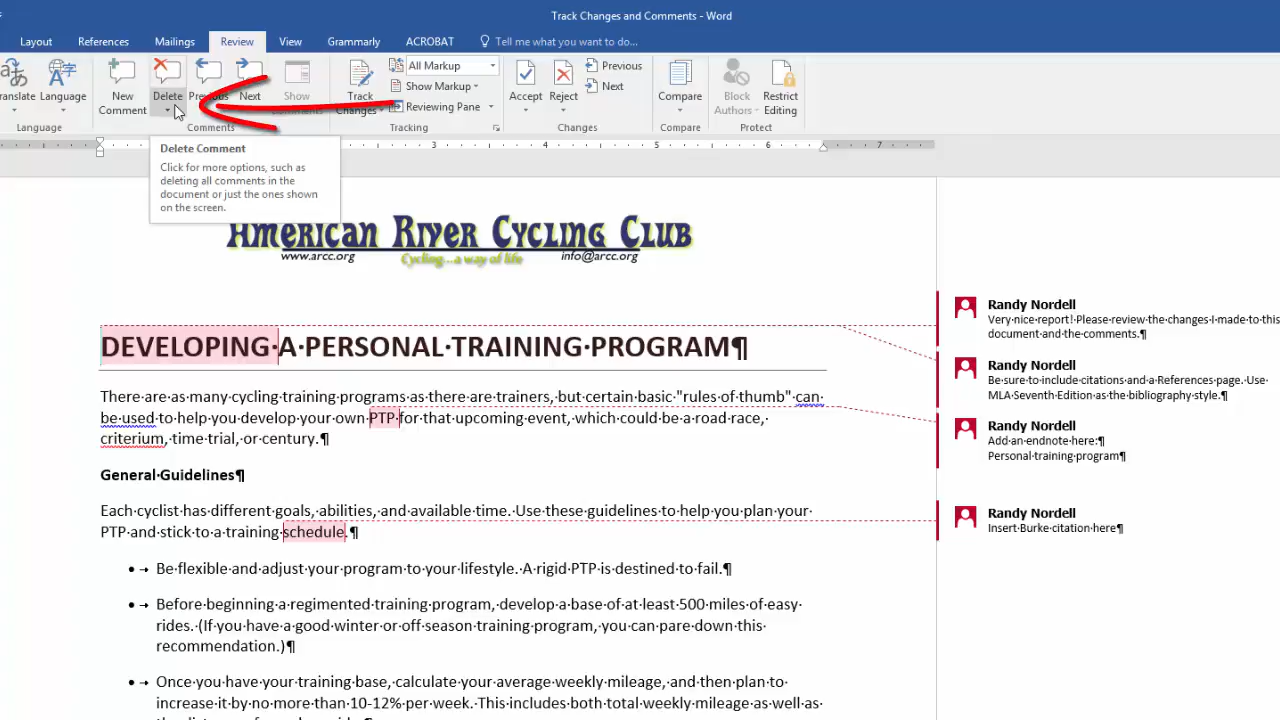 Track Changes and Comments - Word
Layout References Mailings Review View Grammarly ACROBAT Tell me what you want to do...
Translate Language
New Comment
Delete
Previous
Next
Show Comments
Track Changes
All Markup
Show Markup
Reviewing Pane
Accept
Reject
Previous
Next
Compare
Block Authors
Restrict Editing
Language Comments Tracking Changes Compare Protect
3 4 5 6 7
Delete Comment
Click for more options, such as
deleting all comments in the
document or just the ones shown
on the screen.
American River Cycling Club
www.arcc.org Cycling...a way of life info@arcc.org
DEVELOPING·A·PERSONAL·TRAINING·PROGRAM¶
There·are·as·many·cycling·training·programs·as·there·are·trainers,·but·certain·basic·"rules·of·thumb"·can·
be·used·to·help·you·develop·your·own·PTP·for·that·upcoming·event,·which·could·be·a·road·race,·
criterium,·time·trial,·or·century.¶
General·Guidelines¶
Each·cyclist·has·different·goals,·abilities,·and·available·time.·Use·these·guidelines·to·help·you·plan·your·
PTP·and·stick·to·a·training·schedule.¶
•→Be·flexible·and·adjust·your·program·to·your·lifestyle.·A·rigid·PTP·is·destined·to·fail.¶
•→Before·beginning·a·regimented·training·program,·develop·a·base·of·at·least·500·miles·of·easy·
rides.·(If·you·have·a·good·winter·or·off-season·training·program,·you·can·pare·down·this·
recommendation.)¶
•→Once·you·have·your·training·base,·calculate·your·average·weekly·mileage,·and·then·plan·to·
increase·it·by·no·more·than·10-12%·per·week.·This·includes·both·total·weekly·mileage·as·well·as·
Randy Nordell
Very·nice·report!·Please·review·the·changes·I·made·to·this·
document·and·the·comments.¶
Randy Nordell
Be·sure·to·include·citations·and·a·References·page.·Use·
MLA·Seventh·Edition·as·the·bibliography·style.¶
Randy Nordell
Add·an·endnote·here:¶
Personal·training·program¶
Randy Nordell
Insert·Burke·citation·here¶